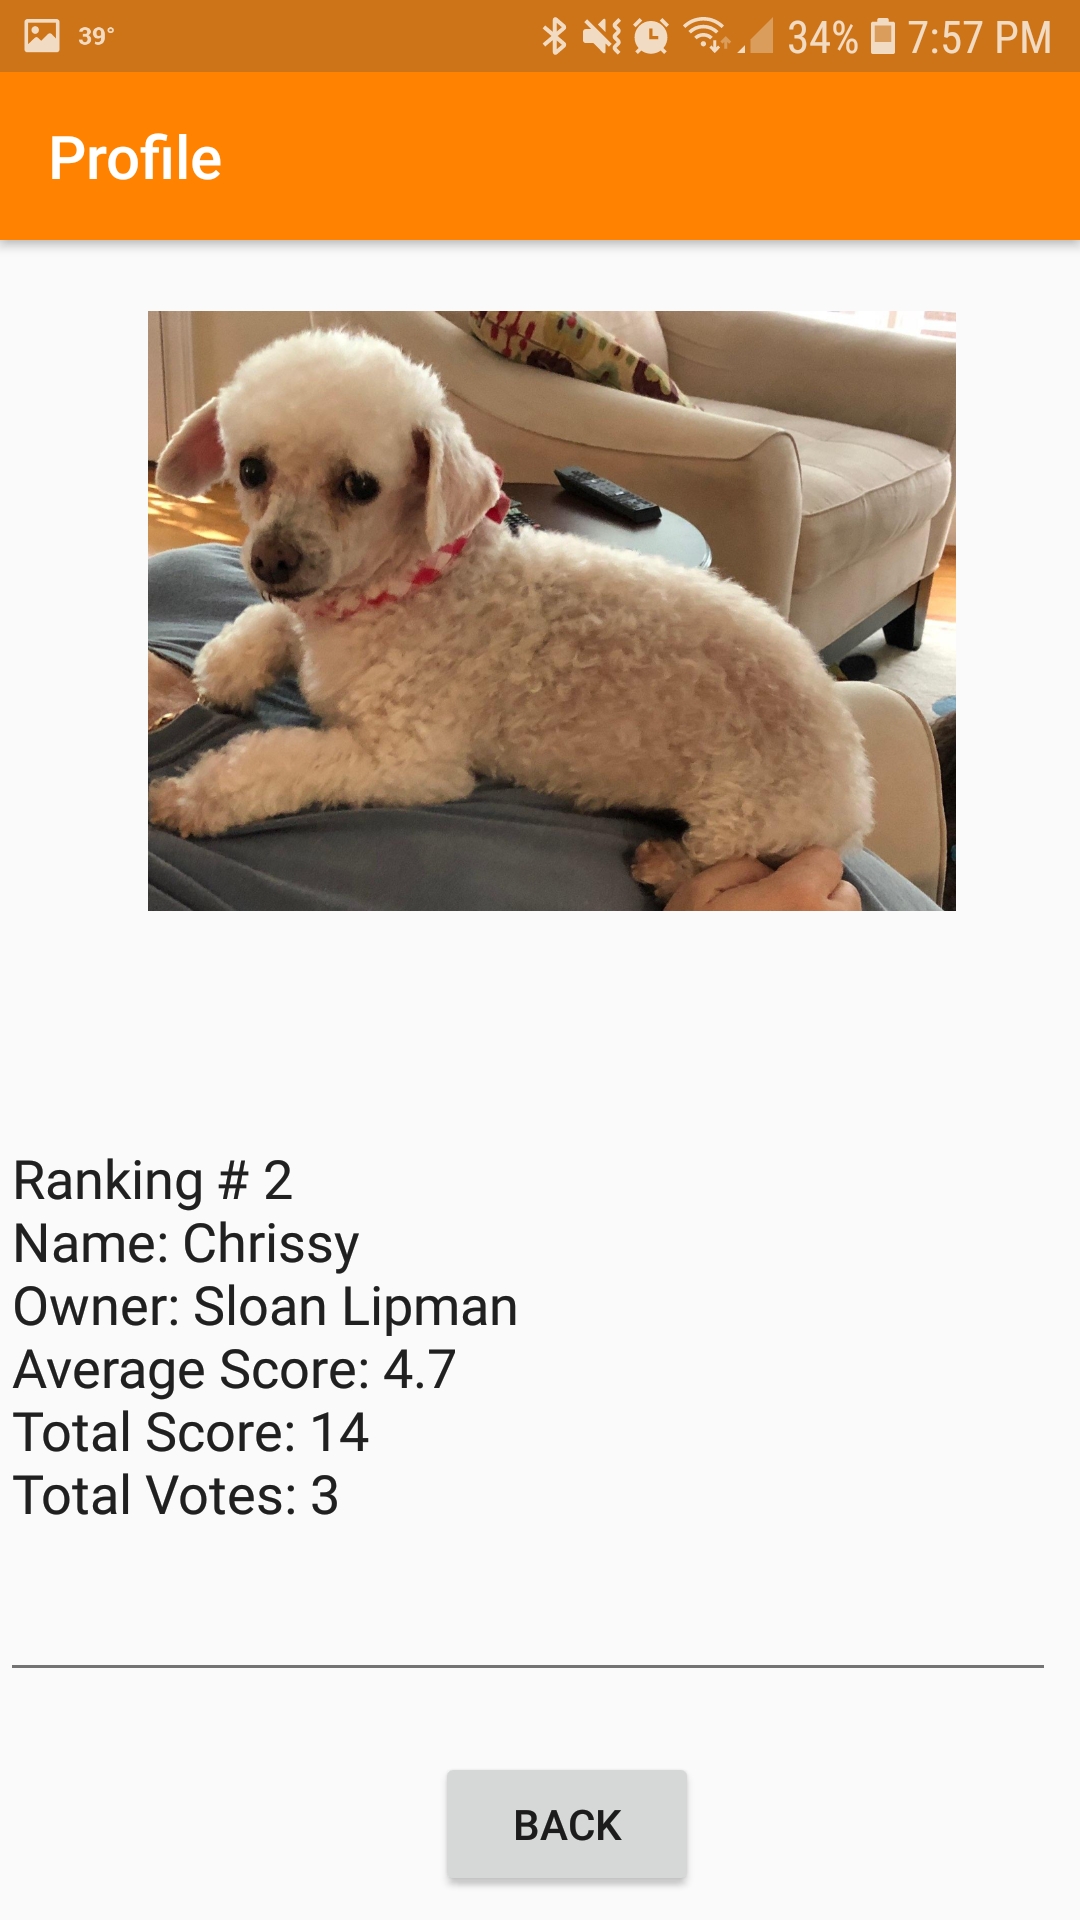 39°
34% 7:57 PM
Profile
Ranking # 2
Name: Chrissy
Owner: Sloan Lipman
Average Score: 4.7
Total Score: 14
Total Votes: 3
BACK